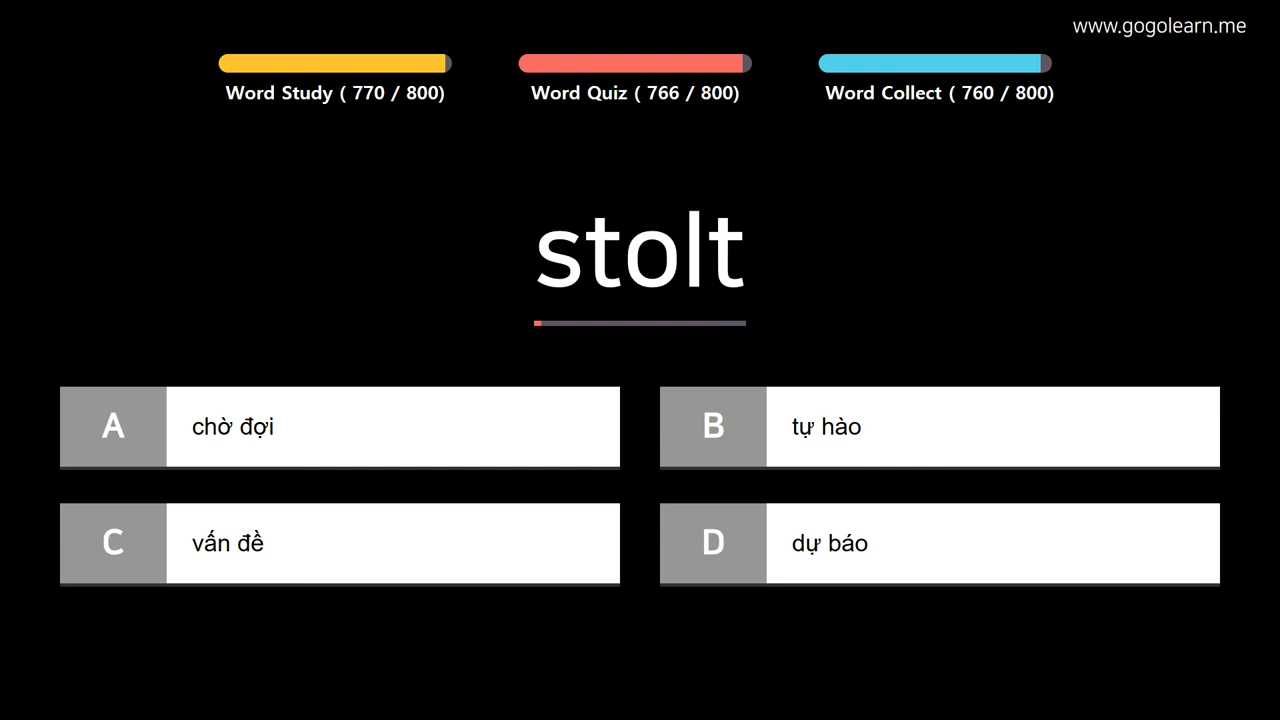 www.gogolearn.me
Word Study ( 770 / 800)
Word Quiz ( 766 / 800)
Word Collect ( 760 / 800)
stolt
A
chờ đợi
B
tự hào
C
vấn đề
D
dự báo